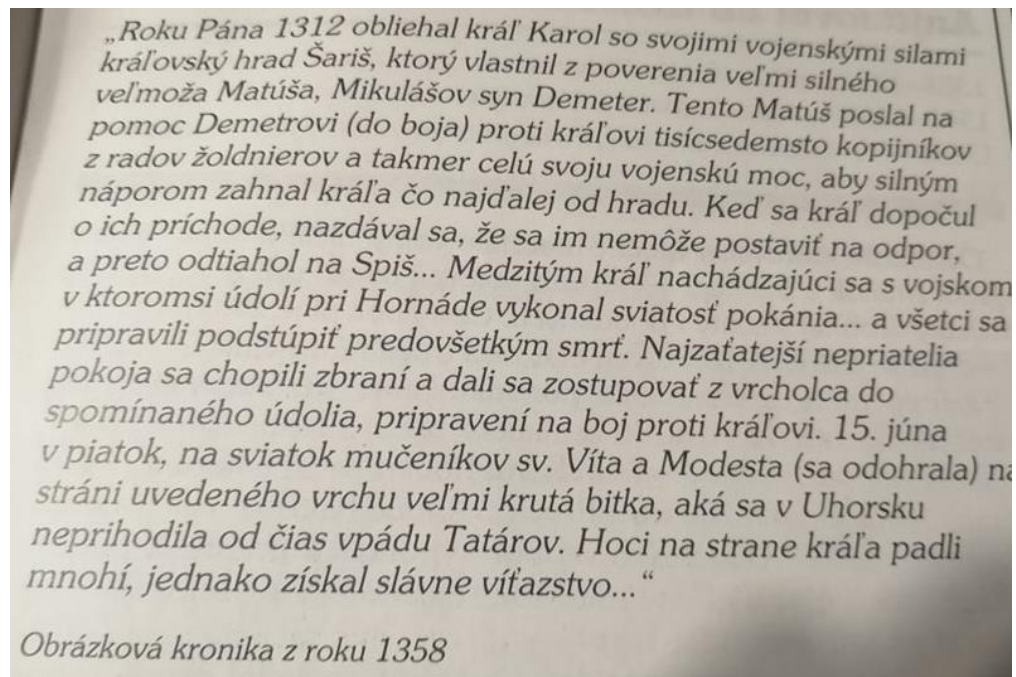 „Roku Pána 1312 obliehal kráľ Karol so svojimi vojenskými silami
kráľovský hrad Šariš, ktorý vlastnil z poverenia veľmi silného
veľmoža Matúša, Mikulášov syn Demeter. Tento Matúš poslal na
pomoc Demetrovi (do boja) proti kráľovi tisícsedemsto kopijníkov
z radov žoldnierov a takmer celú svoju vojenskú moc, aby silným
náporom zahnal kráľa čo najďalej od hradu. Keď sa kráľ dopočul
o ich príchode, nazdával sa, že sa im nemôže postaviť na odpor,
a preto odtiahol na Spiš... Medzitým kráľ nachádzajúci sa s vojskom
v ktoromsi údolí pri Hornáde vykonal sviatosť pokánia... a všetci sa
pripravili podstúpiť predovšetkým smrť. Najzaťatejší nepriatelia
pokoja sa chopili zbraní a dali sa zostupovať z vrcholca do
spomínaného údolia, pripravení na boj proti kráľovi. 15. júna
v piatok, na sviatok mučeníkov sv. Víta a Modesta (sa odohrala) na
stráni uvedeného vrchu veľmi krutá bitka, aká sa v Uhorsku
neprihodila od čias vpádu Tatárov. Hoci na strane kráľa padli
mnohí, jednako získal slávne víťazstvo...“
Obrázková kronika z roku 1358